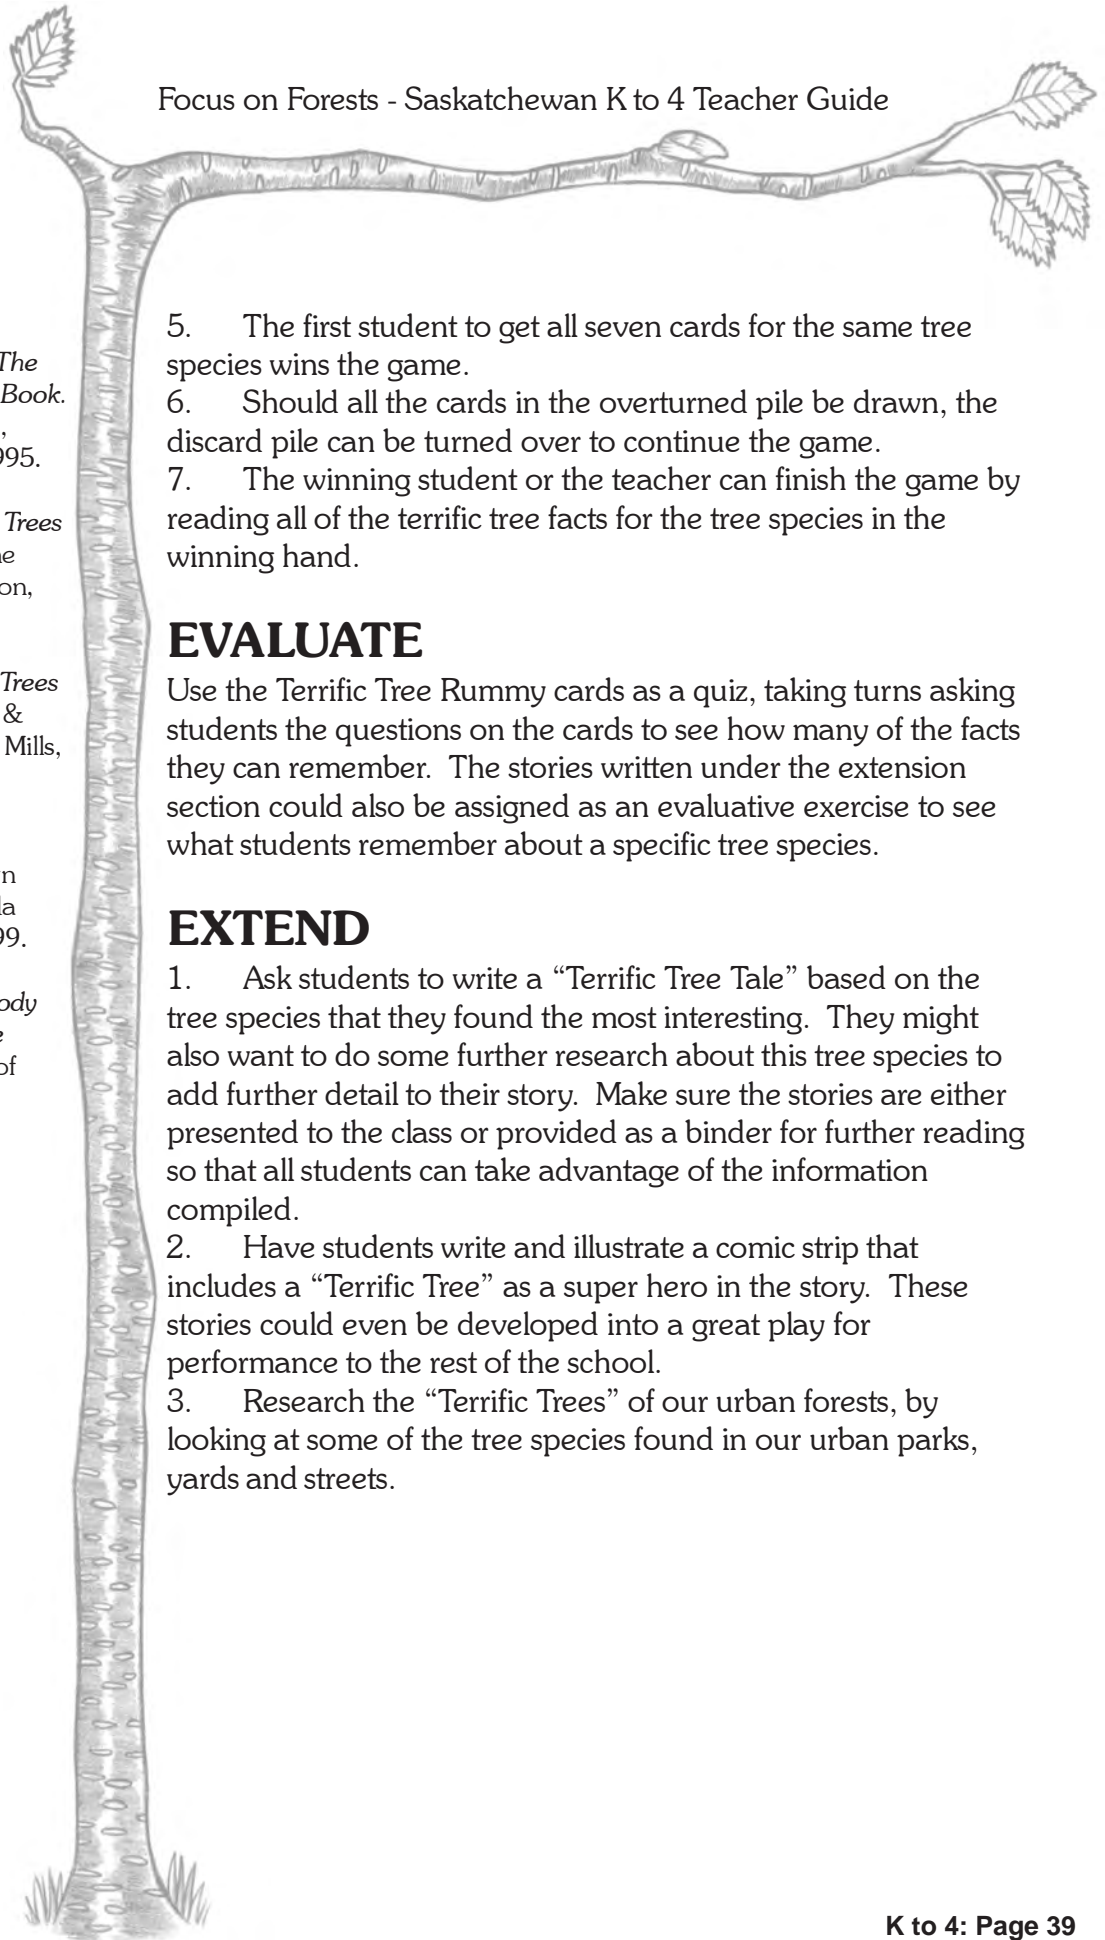 Focus on Forests - Saskatchewan K to 4 Teacher Guide
The
Book.
,
995.
Trees
ne
on,
Trees
&
Mills,
n
la
99.
ody
e
of
5. The first student to get all seven cards for the same tree
species wins the game.
6. Should all the cards in the overturned pile be drawn, the
discard pile can be turned over to continue the game.
7. The winning student or the teacher can finish the game by
reading all of the terrific tree facts for the tree species in the
winning hand.
EVALUATE
Use the Terrific Tree Rummy cards as a quiz, taking turns asking
students the questions on the cards to see how many of the facts
they can remember. The stories written under the extension
section could also be assigned as an evaluative exercise to see
what students remember about a specific tree species.
EXTEND
1. Ask students to write a “Terrific Tree Tale” based on the
tree species that they found the most interesting. They might
also want to do some further research about this tree species to
add further detail to their story. Make sure the stories are either
presented to the class or provided as a binder for further reading
so that all students can take advantage of the information
compiled.
2. Have students write and illustrate a comic strip that
includes a “Terrific Tree” as a super hero in the story. These
stories could even be developed into a great play for
performance to the rest of the school.
3. Research the “Terrific Trees” of our urban forests, by
looking at some of the tree species found in our urban parks,
yards and streets.
K to 4: Page 39